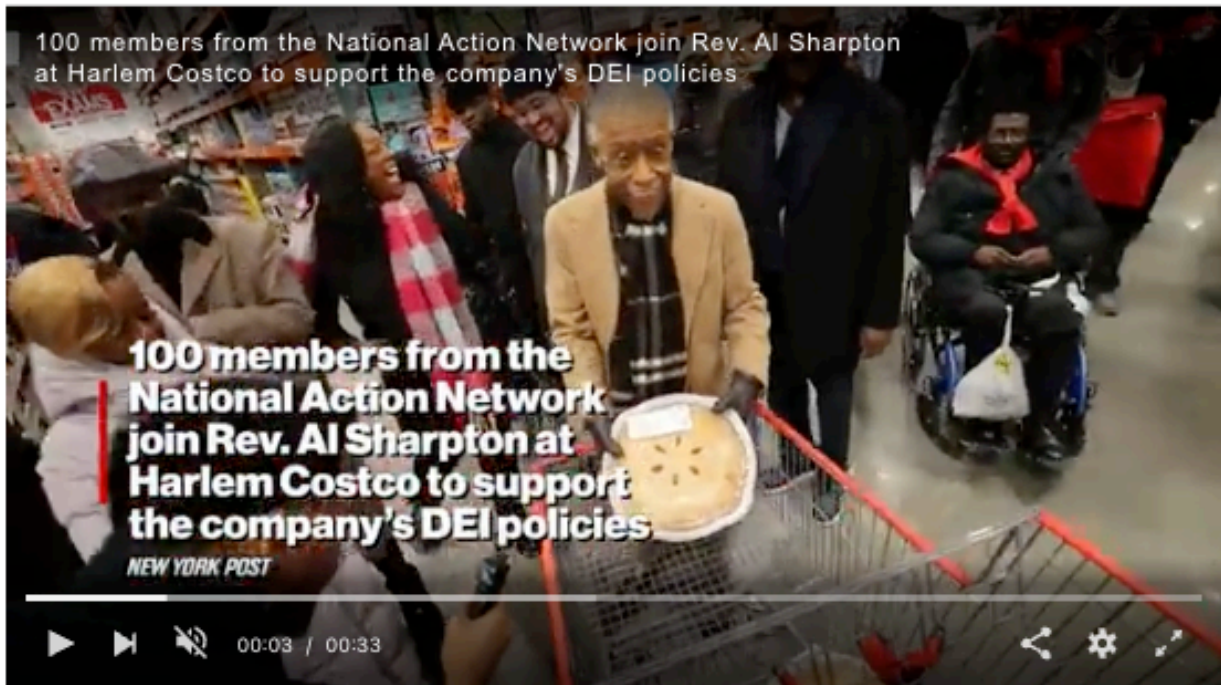 100 members from the National Action Network join Rev. Al Sharpton
at Harlem Costco to support the company's DEI policies
EXAMS
100 members from the
National Action Network
join Rev. Al Sharpton at
Harlem Costco to support
the company's DEI policies
NEW YORK POST
00:03 / 00:33